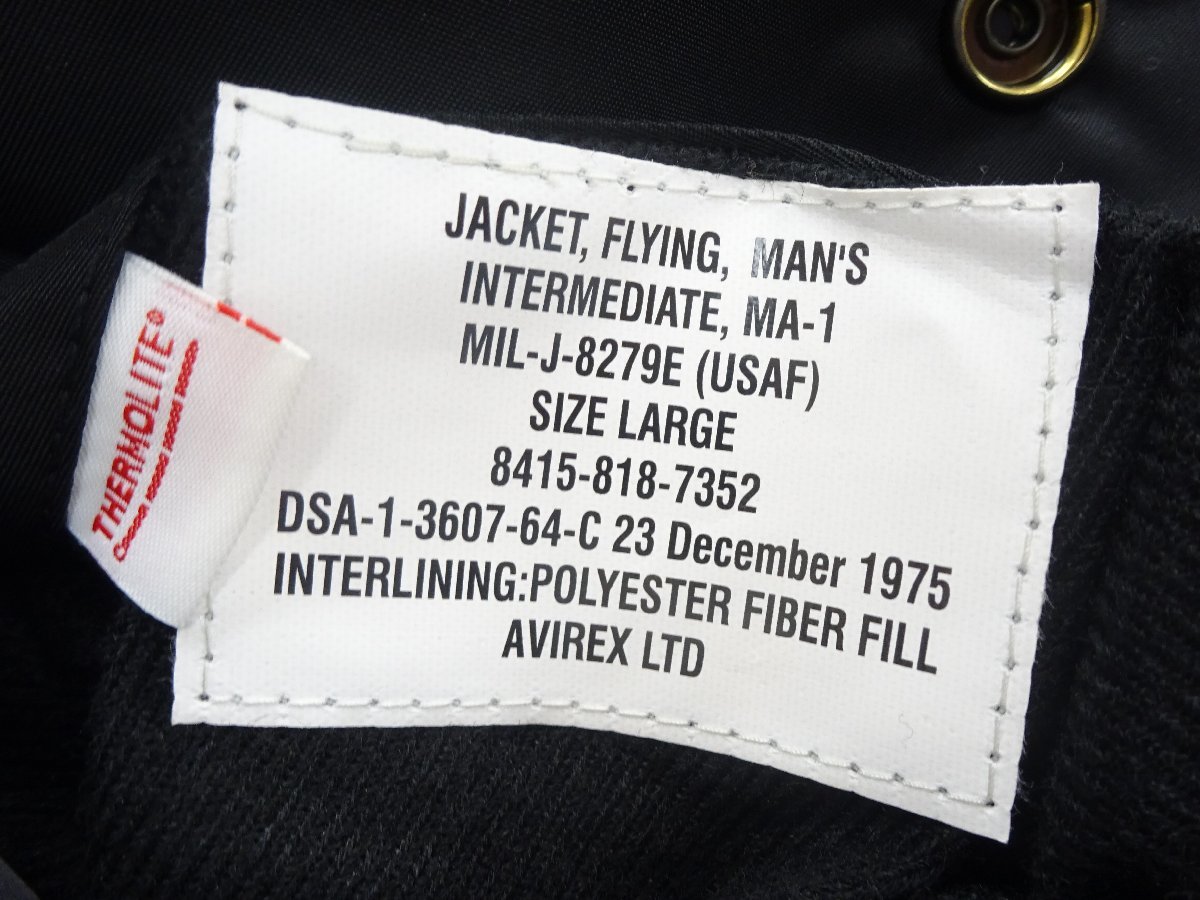 JACKET, FLYING, MAN'S
INTERMEDIATE, MA-1
MIL-J-8279E (USAF)
SIZE LARGE
8415-818-7352
DSA-1-3607-64-C 23 December 1975
INTERLINING:POLYESTER FIBER FILL
AVIREX LTD
THERMOLITE®